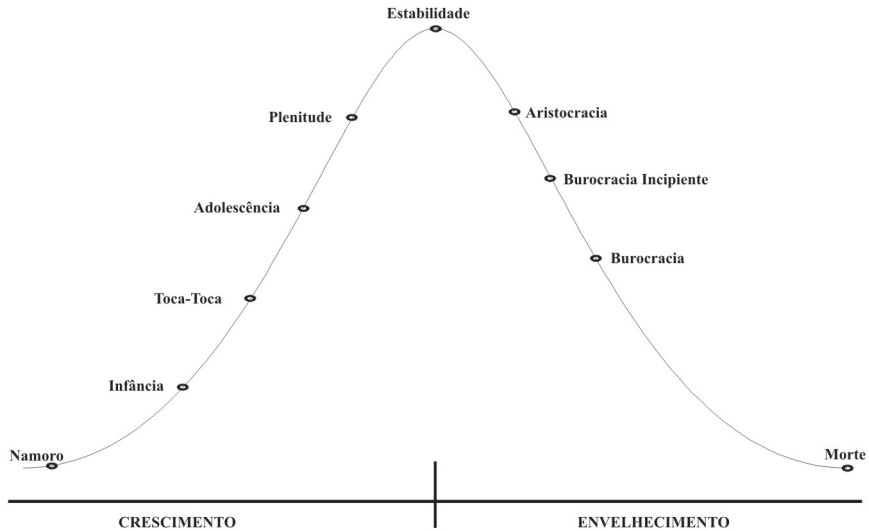 Estabilidade
Plenitude
Aristocracia
Burocracia Incipiente
Adolescência
Burocracia
Toca-Toca
Infância
Namoro
Morte
CRESCIMENTO
ENVELHECIMENTO